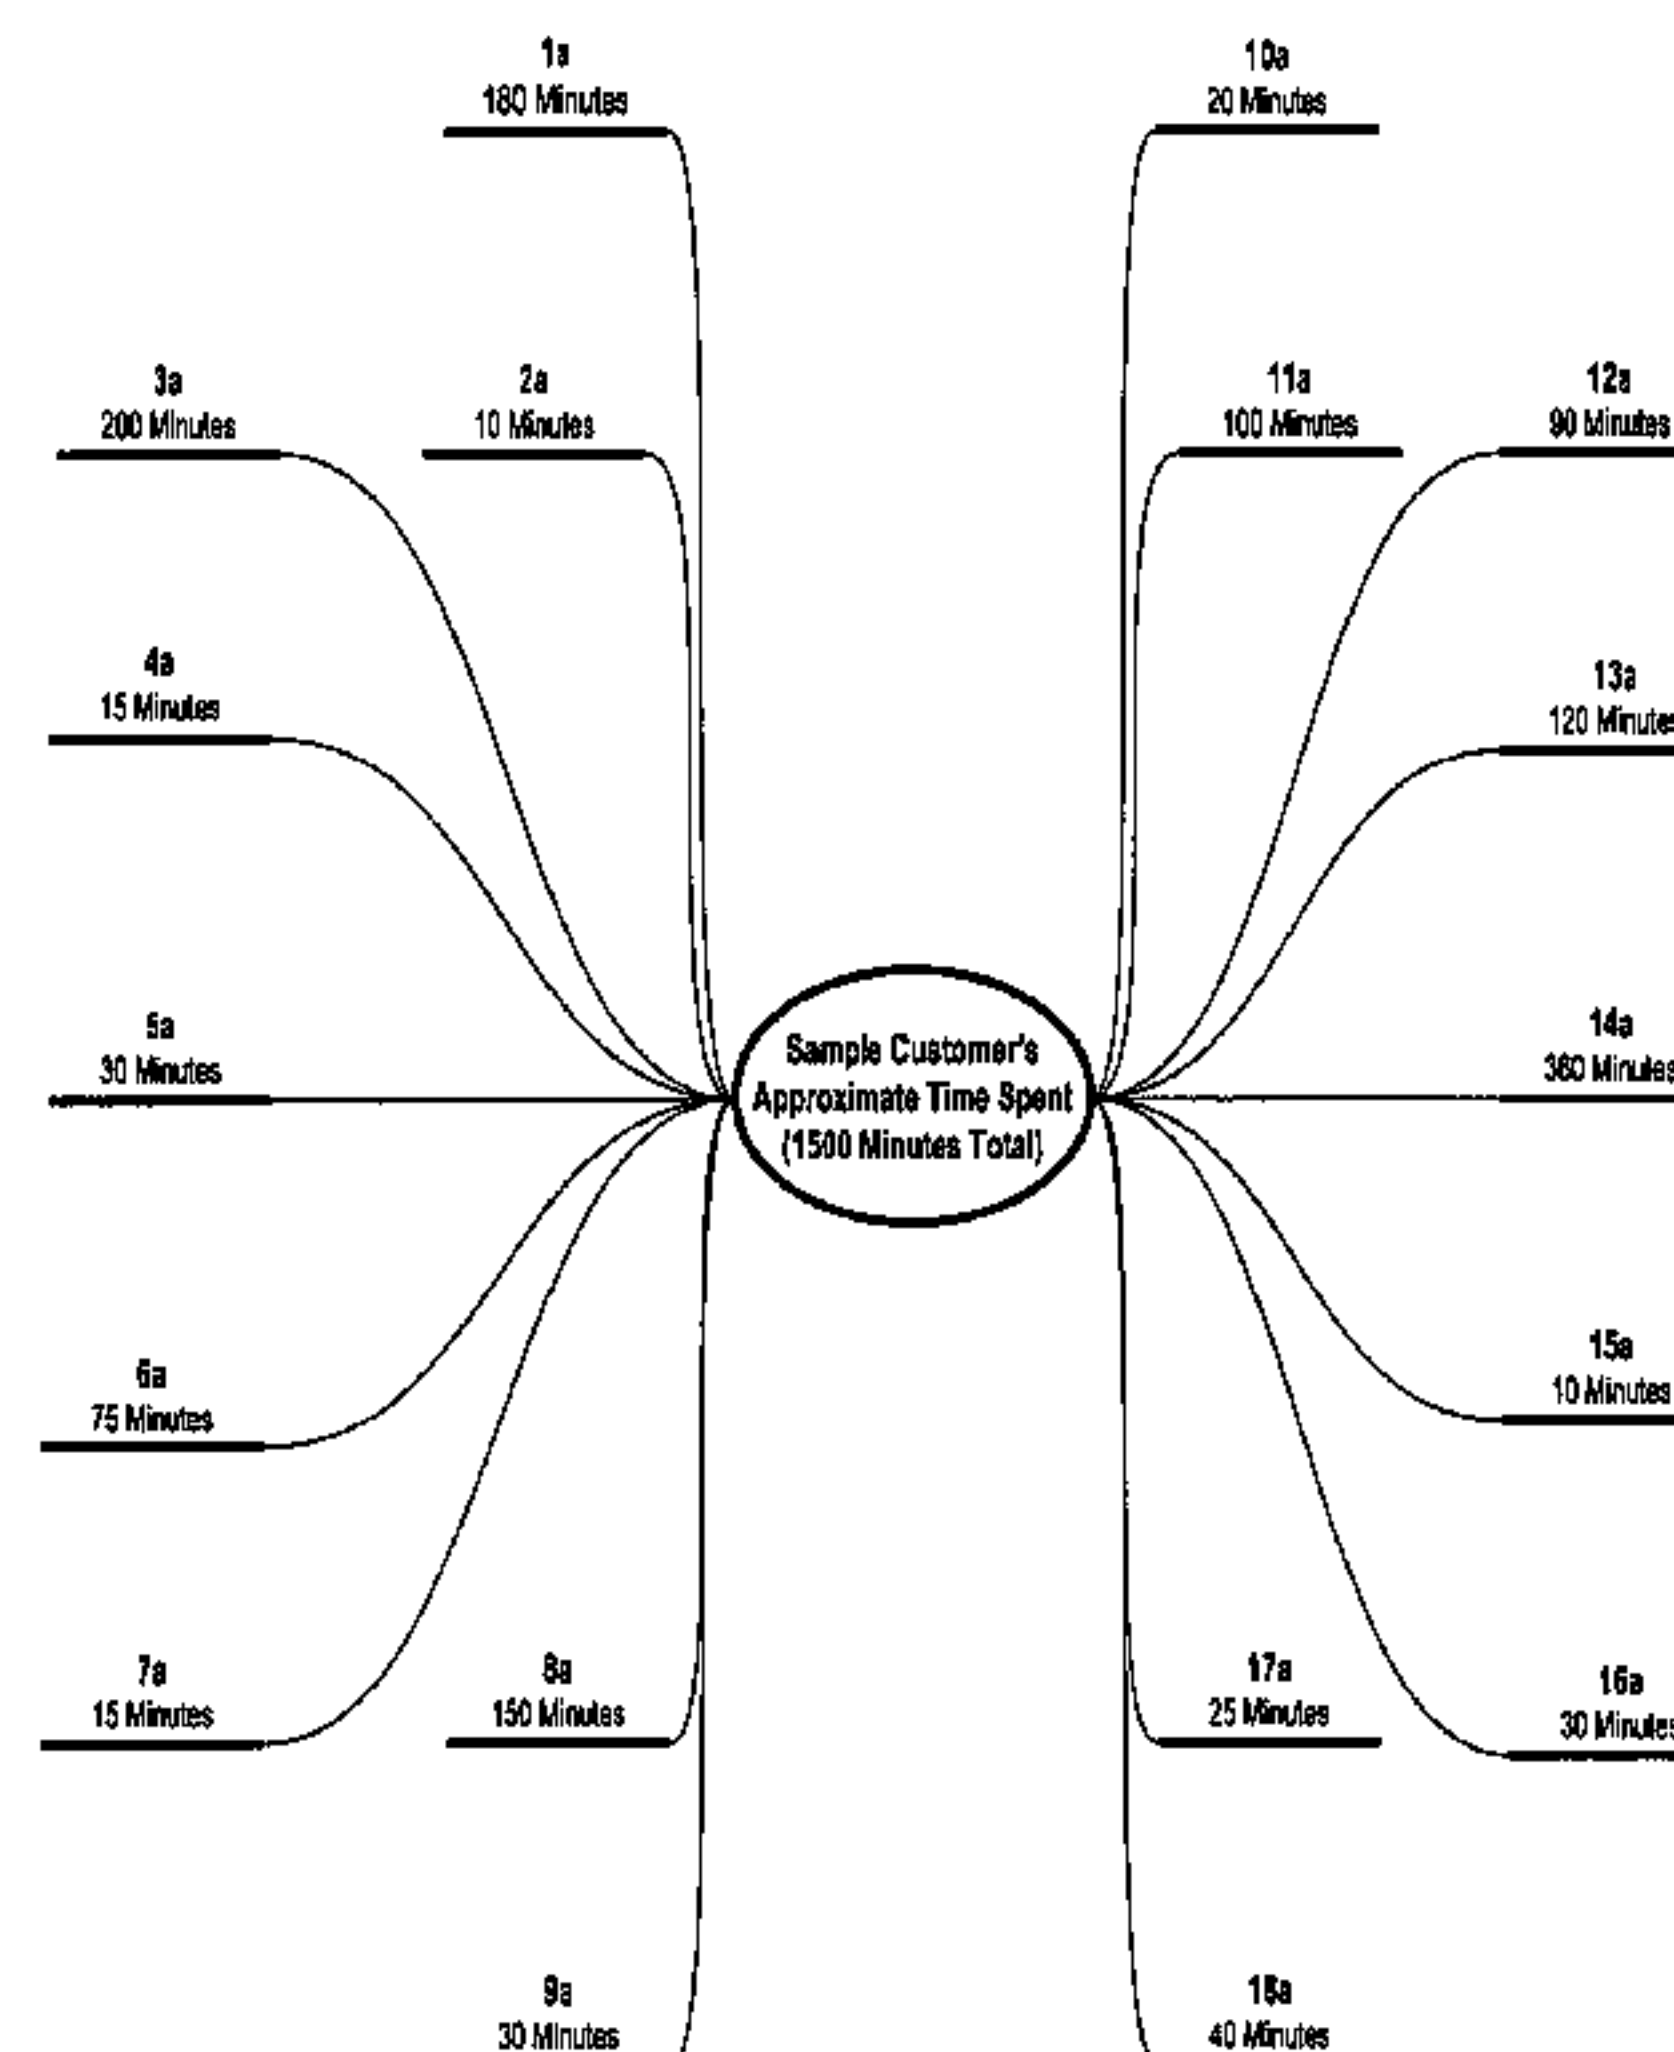 1a
180 Minutes
10a
20 Minutes
3a
200 Minutes
2a
10 Minutes
11a
100 Minutes
12a
90 Minutes
4a
15 Minutes
13a
120 Minutes
5a
30 Minutes
Sample Customer's
Approximate Time Spent
(1500 Minutes Total)
14a
360 Minutes
6a
75 Minutes
15a
10 Minutes
7a
15 Minutes
8a
150 Minutes
17a
25 Minutes
16a
30 Minutes
9a
30 Minutes
18a
40 Minutes